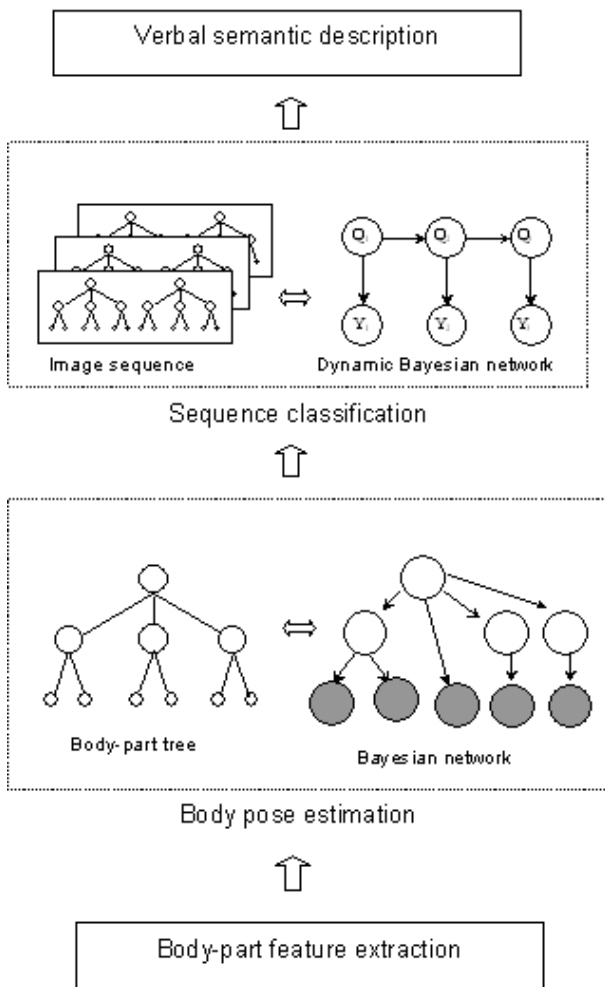 Verbal semantic description
Q Q Q
Y Y Y
Image sequence
Dynamic Bayesian network
Sequence classification
Body-part tree
Bayesian network
Body pose estimation
Body-part feature extraction